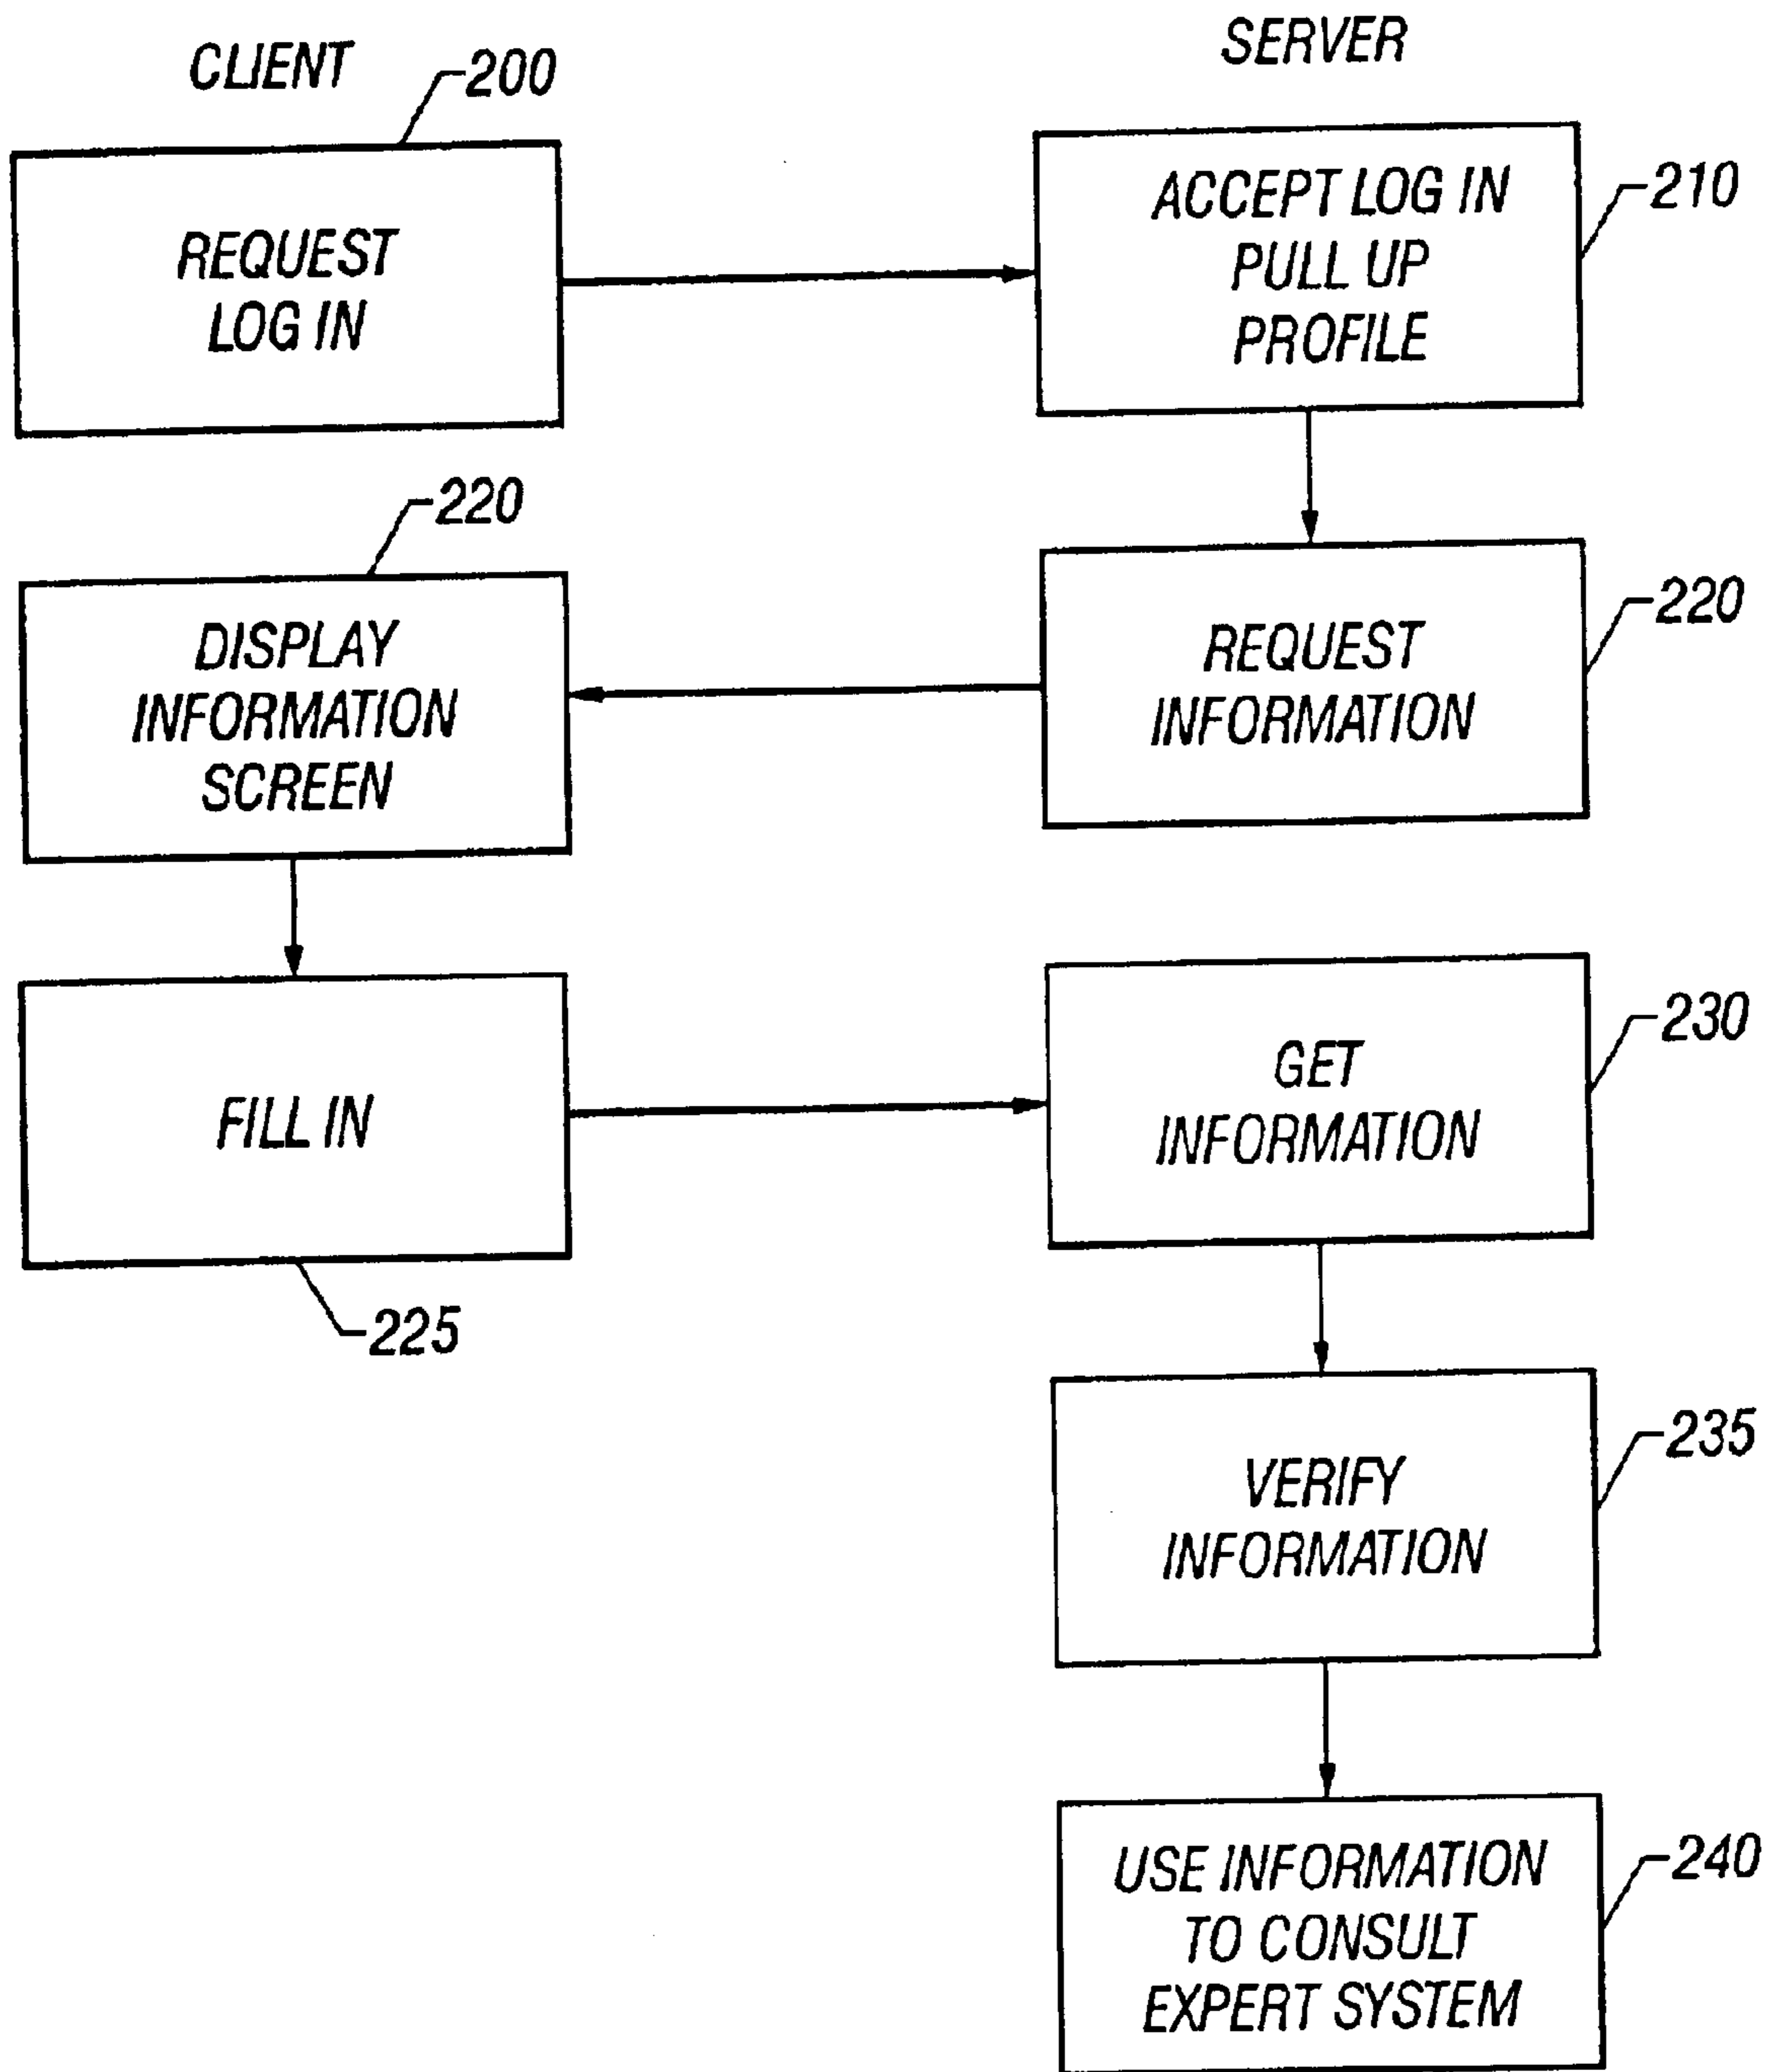 CLIENT
200
REQUEST
LOG IN
SERVER
ACCEPT LOG IN
PULL UP
PROFILE
210
220
DISPLAY
INFORMATION
SCREEN
REQUEST
INFORMATION
220
FILL IN
225
GET
INFORMATION
230
VERIFY
INFORMATION
235
USE INFORMATION
TO CONSULT
EXPERT SYSTEM
240